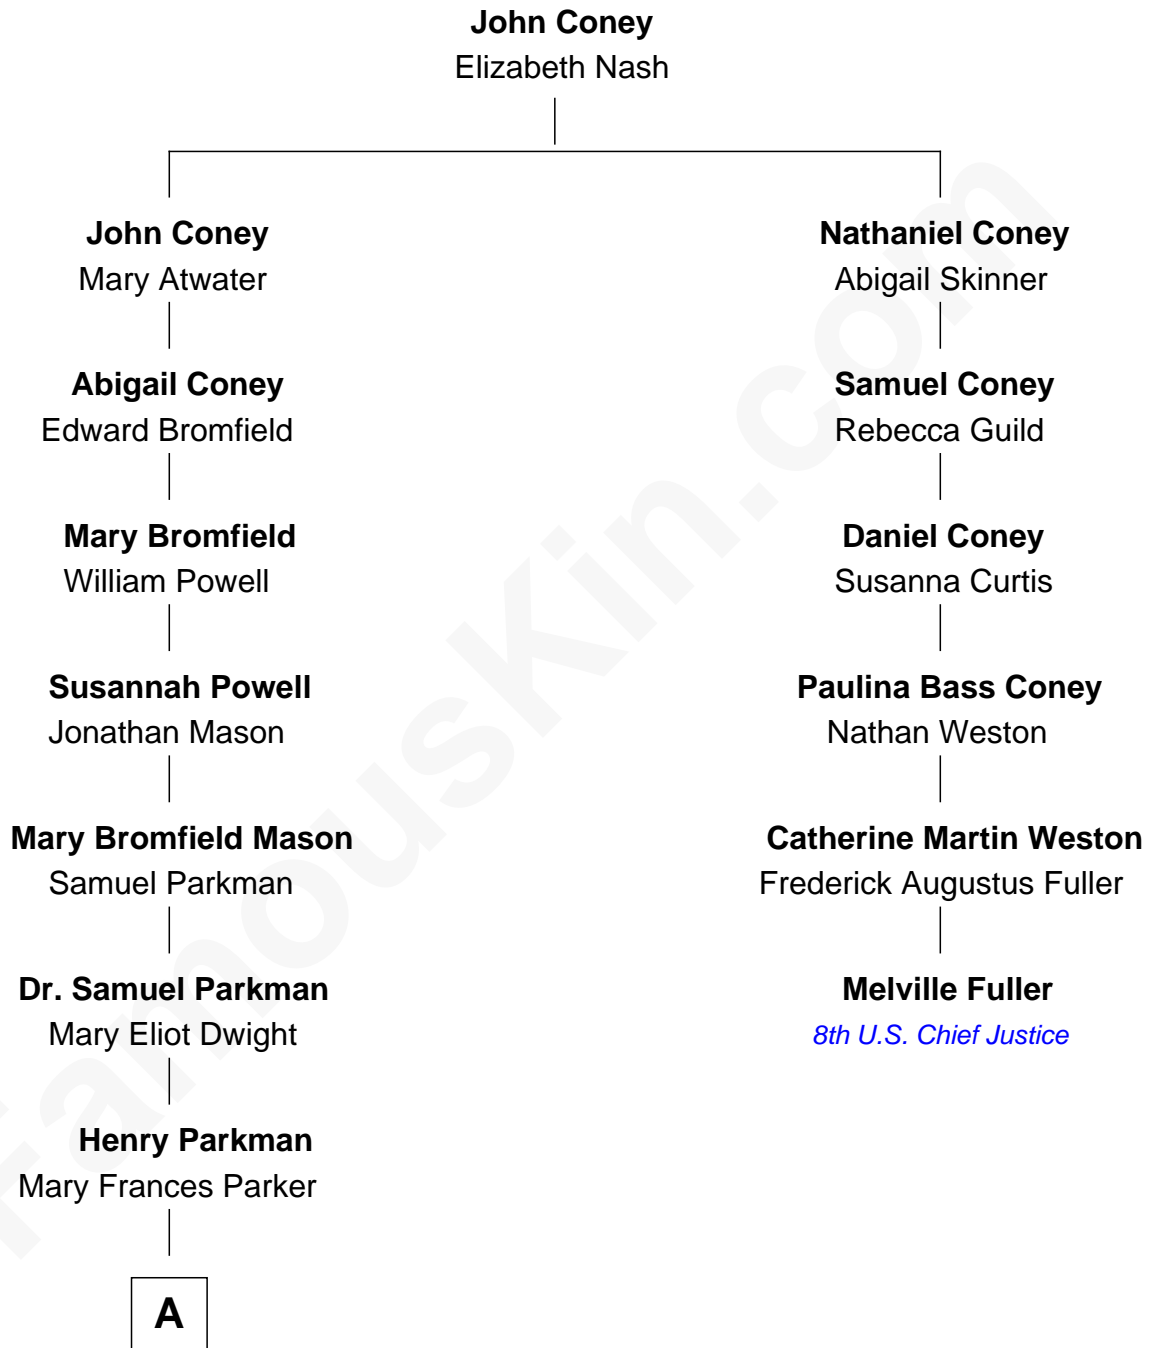 John Coney
Elizabeth Nash
John Coney
Mary Atwater
Nathaniel Coney
Abigail Skinner
Abigail Coney
Edward Bromfield
Samuel Coney
Rebecca Guild
Mary Bromfield
William Powell
Daniel Coney
Susanna Curtis
Susannah Powell
Jonathan Mason
Paulina Bass Coney
Nathan Weston
Mary Bromfield Mason
Samuel Parkman
Catherine Martin Weston
Frederick Augustus Fuller
Dr. Samuel Parkman
Mary Eliot Dwight
Melville Fuller
8th U.S. Chief Justice
Henry Parkman
Mary Frances Parker
A
FamousKin.com